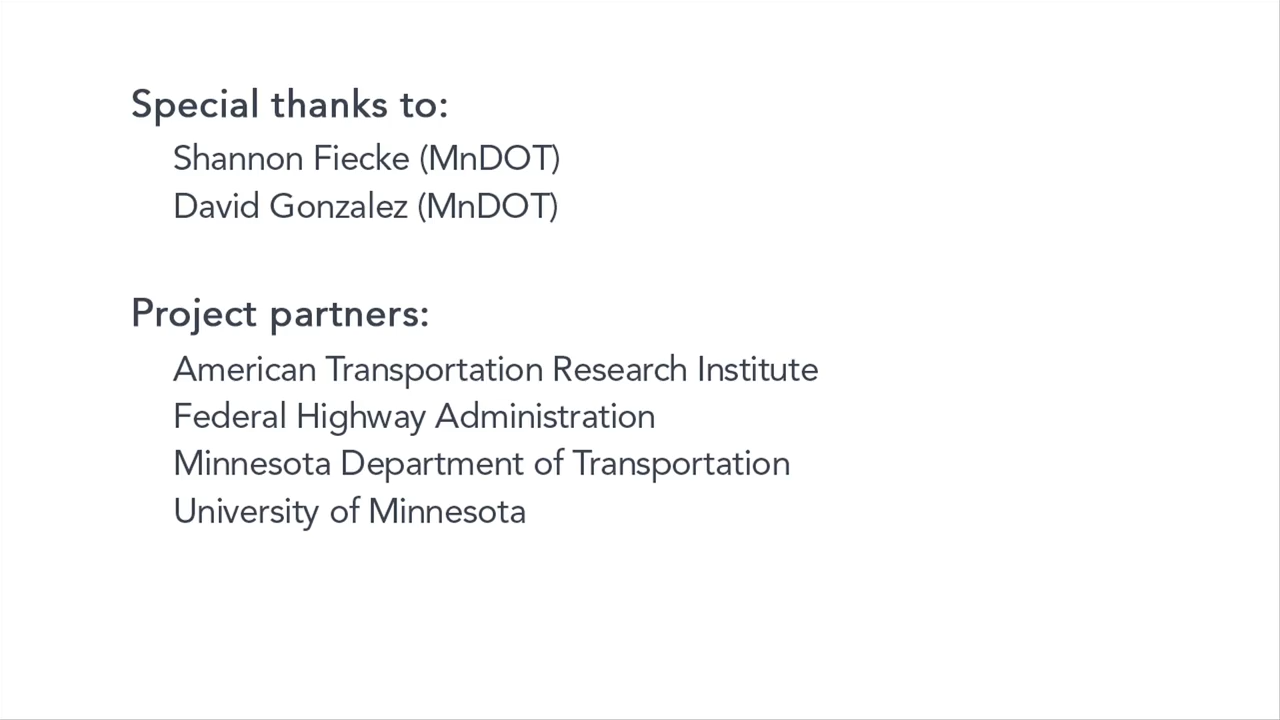 Special thanks to:
Shannon Fiecke (MnDOT)
David Gonzalez (MnDOT)
Project partners:
American Transportation Research Institute
Federal Highway Administration
Minnesota Department of Transportation
University of Minnesota